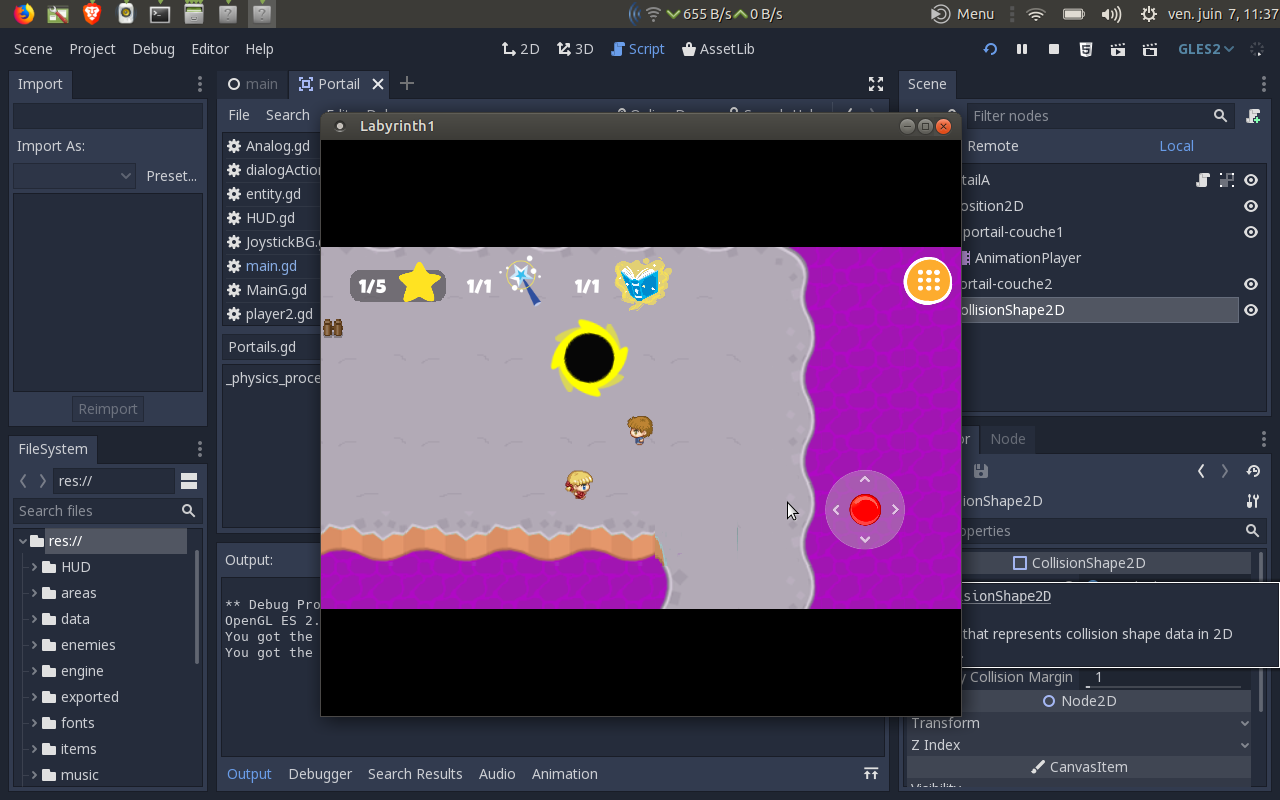 655 B/s 0 B/s
Menu
ven. juin 7, 11:37
Scene Project Debug Editor Help
2D 3D Script AssetLib
GLES2
Import
main
Portail
Scene
File Search
Filter nodes
Import As:
Preset...
Reimport
Analog.gd
entity.gd
HUD.gd
main.gd
MainG.gd
player2.gd
Portails.gd
_physics_proce
Labyrinth1
1/5
1/1
1/1
Remote Local
tailA
osition2D
portail-couche1
AnimationPlayer
ortail-couche2
ollisionShape2D
Node
FileSystem
res://
Search files
res://
HUD
areas
data
enemies
engine
exported
fonts
items
music
Output:
** Debug Pro
OpenGL ES 2.
You got the
You got the
Output Debugger Search Results Audio Animation
ionShape2D
operties
CollisionShape2D
sionShape2D
that represents collision shape data in 2D
y Collision Margin 1
Node2D
Transform
Z Index
CanvasItem